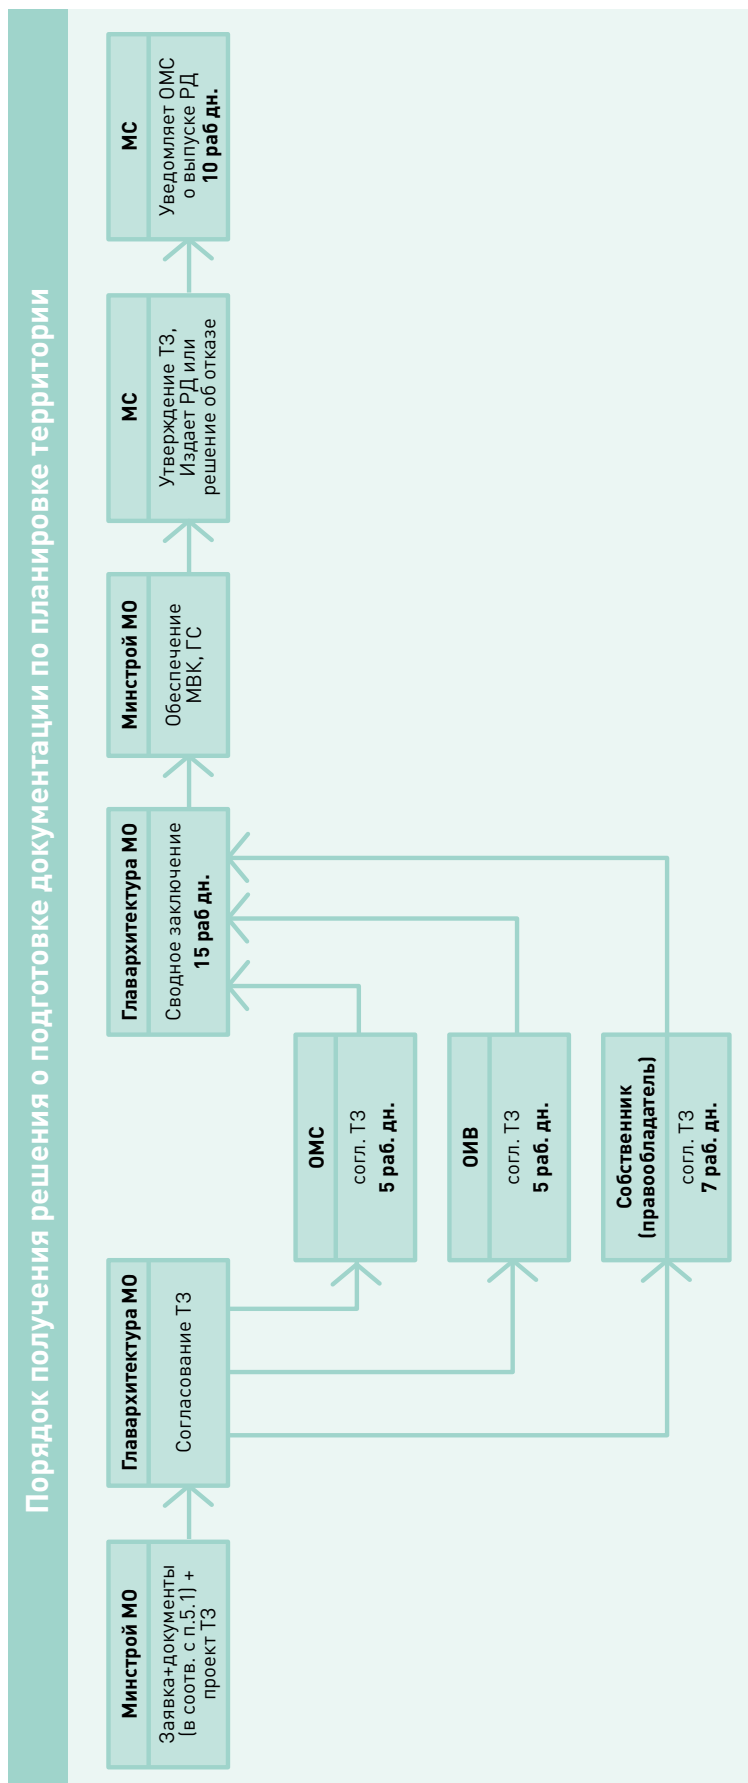 Порядок получения решения о подготовке документации по планировке территории
Минстрой МО
Заявка+документы
(в соотв. с п.5.1) +
проект ТЗ
Главархитектура МО
Согласование ТЗ
ОМС
согл. ТЗ
5 раб. дн.
ОИВ
согл. ТЗ
5 раб. дн.
Собственник
(правообладатель)
согл. ТЗ
7 раб. дн.
Главархитектура МО
Сводное заключение
15 раб дн.
Минстрой МО
Обеспечение
МВК, ГС
МС
Утверждение ТЗ,
Издает РД или
решение об отказе
МС
Уведомляет ОМС
о выпуске РД
10 раб дн.